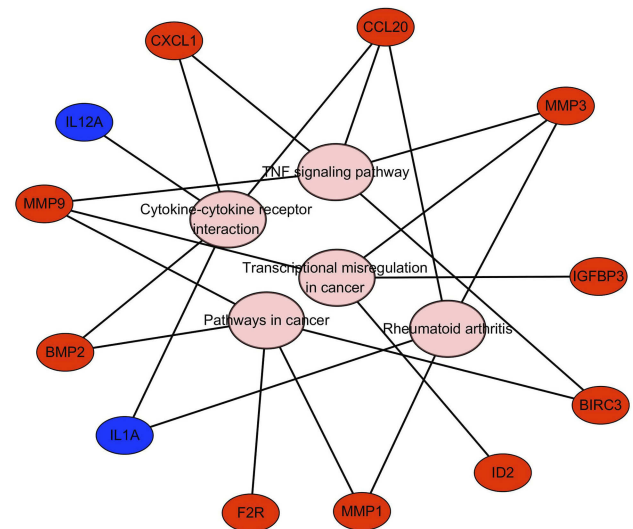 CCL20
CXCL1
MMP3
IL12A
TNF signaling pathway
MMP9
Cytokine-cytokine receptor
interaction
Transcriptional misregulation
in cancer
IGFBP3
Pathways in cancer
Rheumatoid arthritis
BMP2
BIRC3
IL1A
ID2
F2R
MMP1